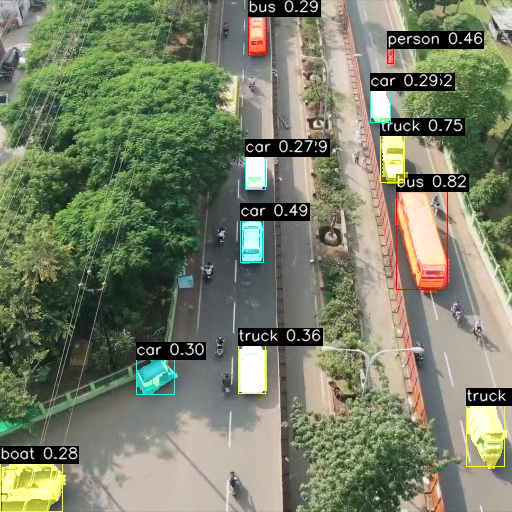 bus 0.29
person 0.46
car 0.29
truck 0.75
car 0.27
bus 0.82
car 0.49
truck 0.36
car 0.30
truck
boat 0.28